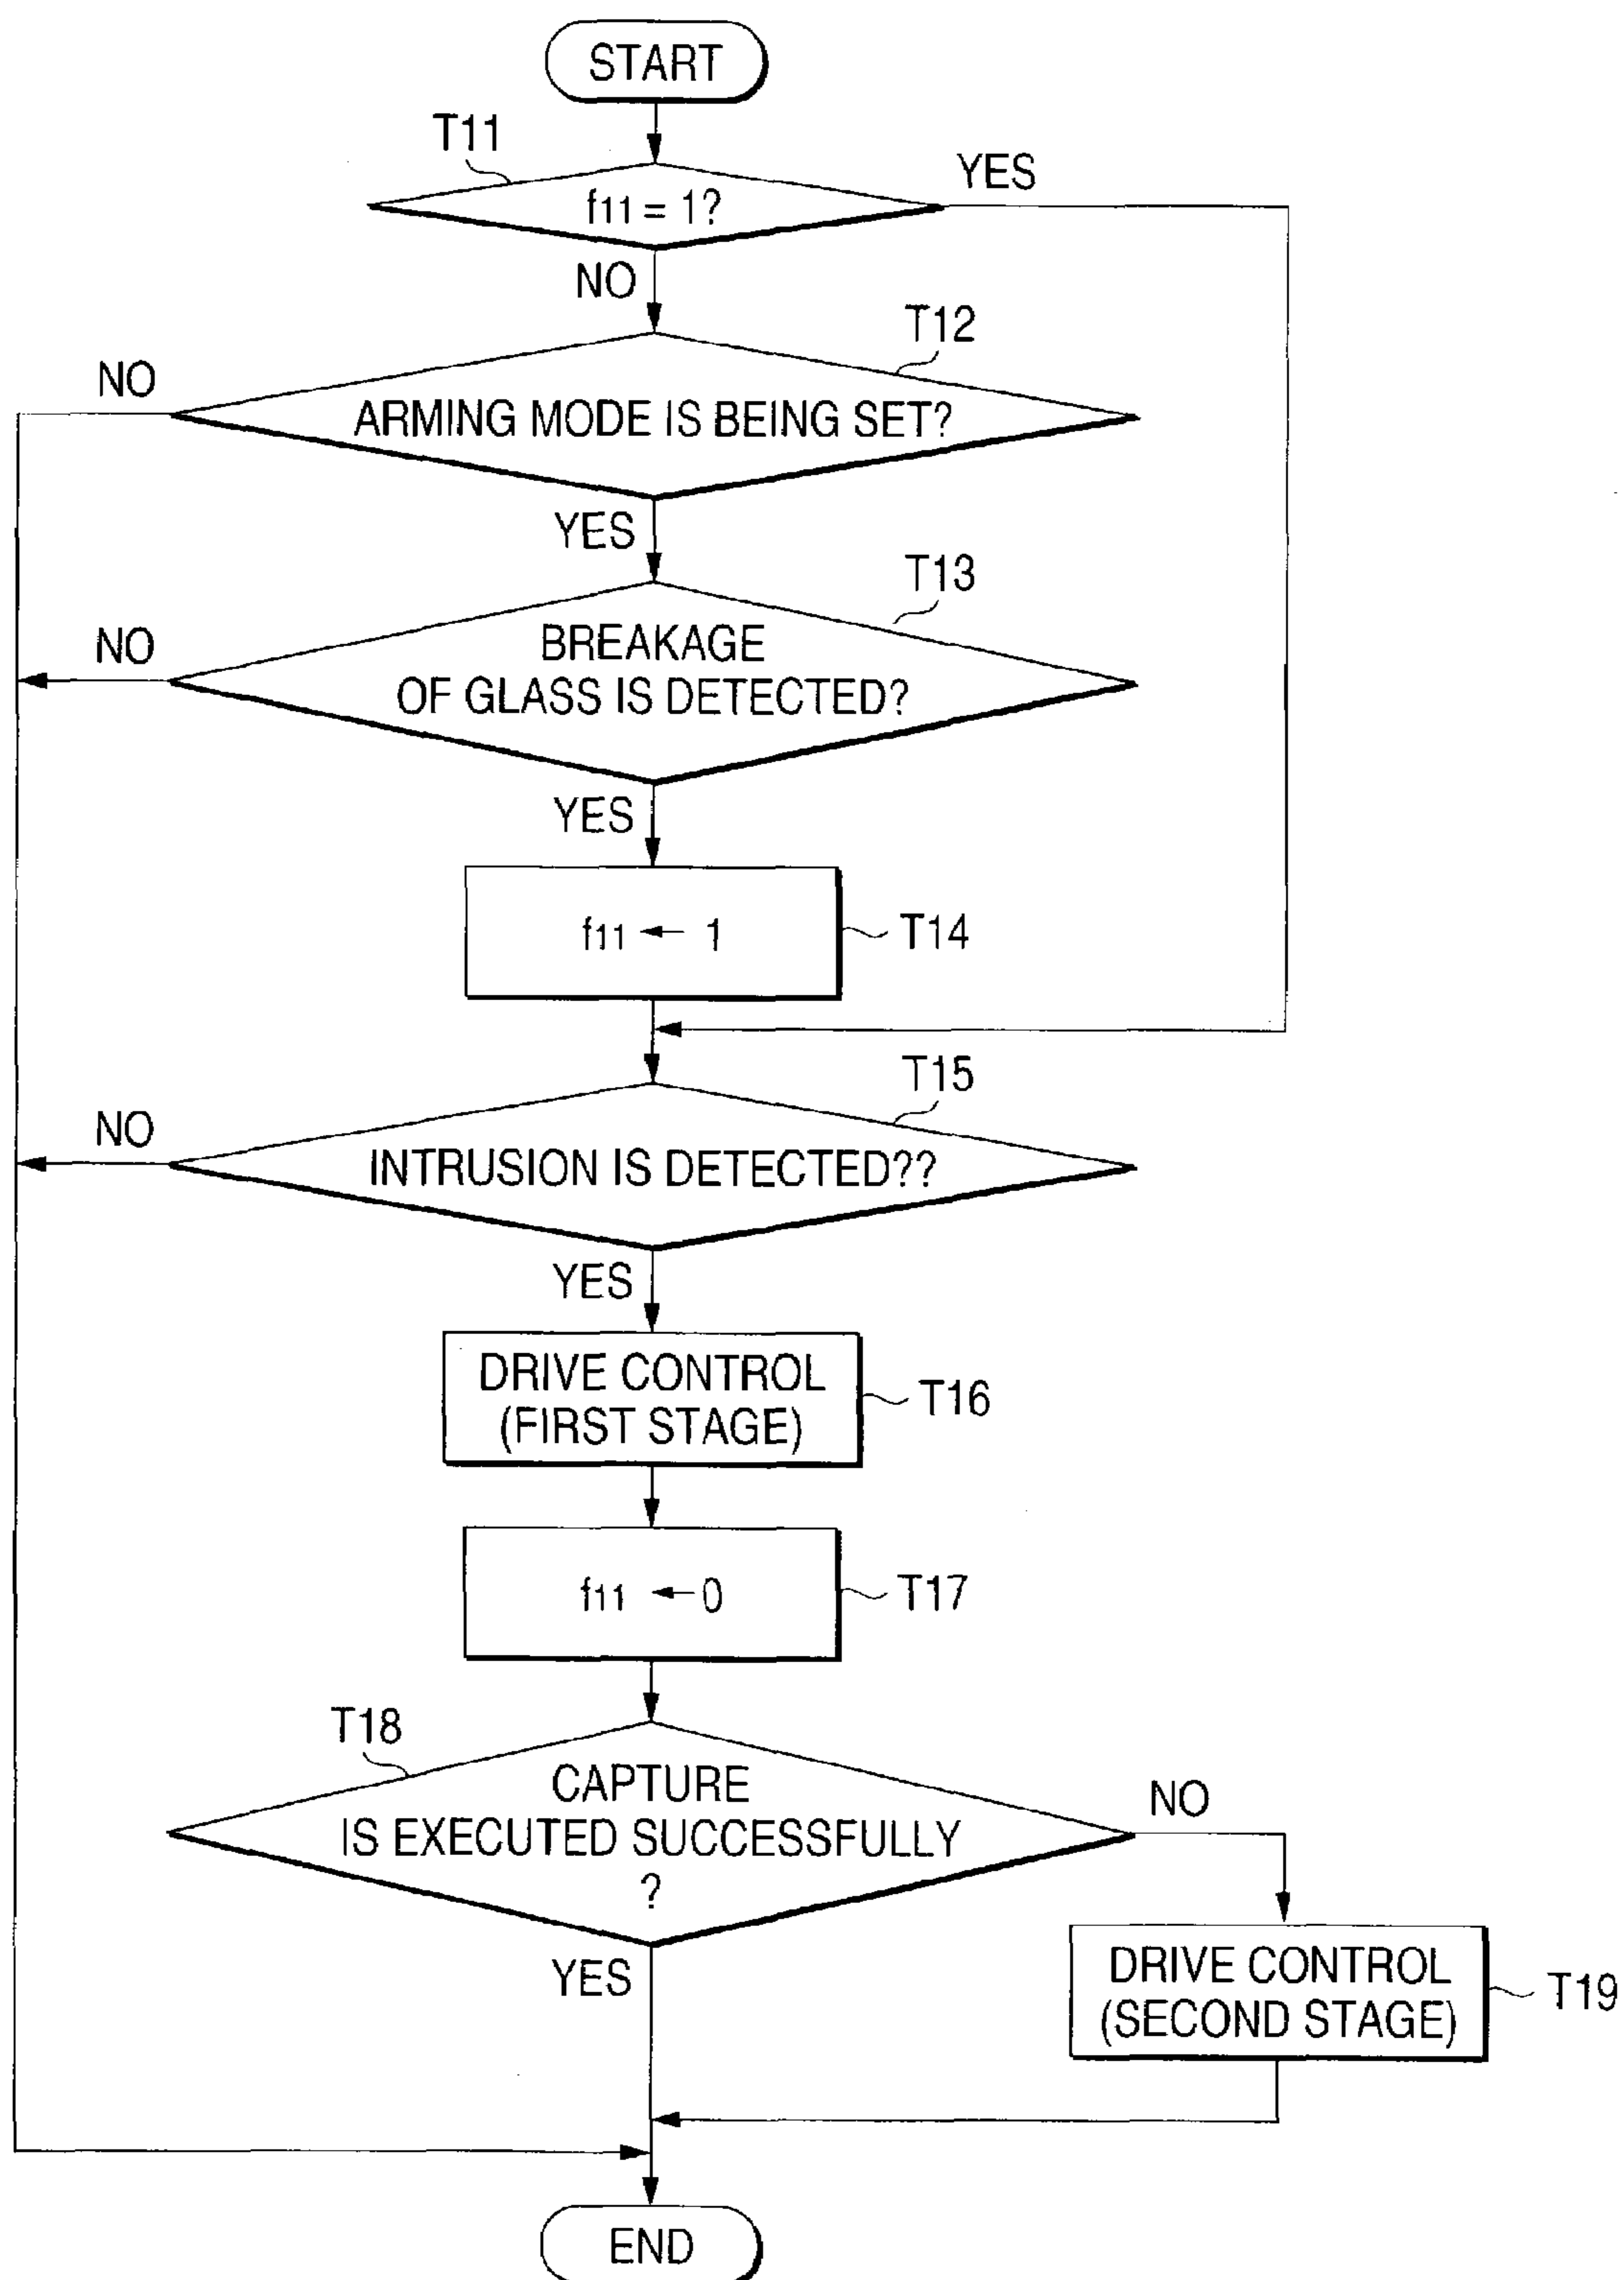 START
T11
f11 = 1?
YES
NO
T12
NO
ARMING MODE IS BEING SET?
YES
T13
NO
BREAKAGE
OF GLASS IS DETECTED?
YES
f11 ← 1
T14
T15
NO
INTRUSION IS DETECTED??
YES
DRIVE CONTROL
(FIRST STAGE)
T16
f11 ← 0
T17
T18
CAPTURE
IS EXECUTED SUCCESSFULLY
?
NO
YES
DRIVE CONTROL
(SECOND STAGE)
T19
END